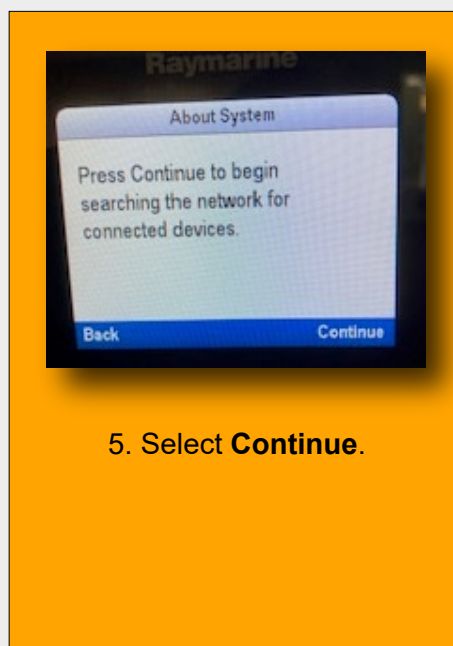 Raymarine
About System
Press Continue to begin
searching the network for
connected devices.
Back Continue
5. Select Continue.